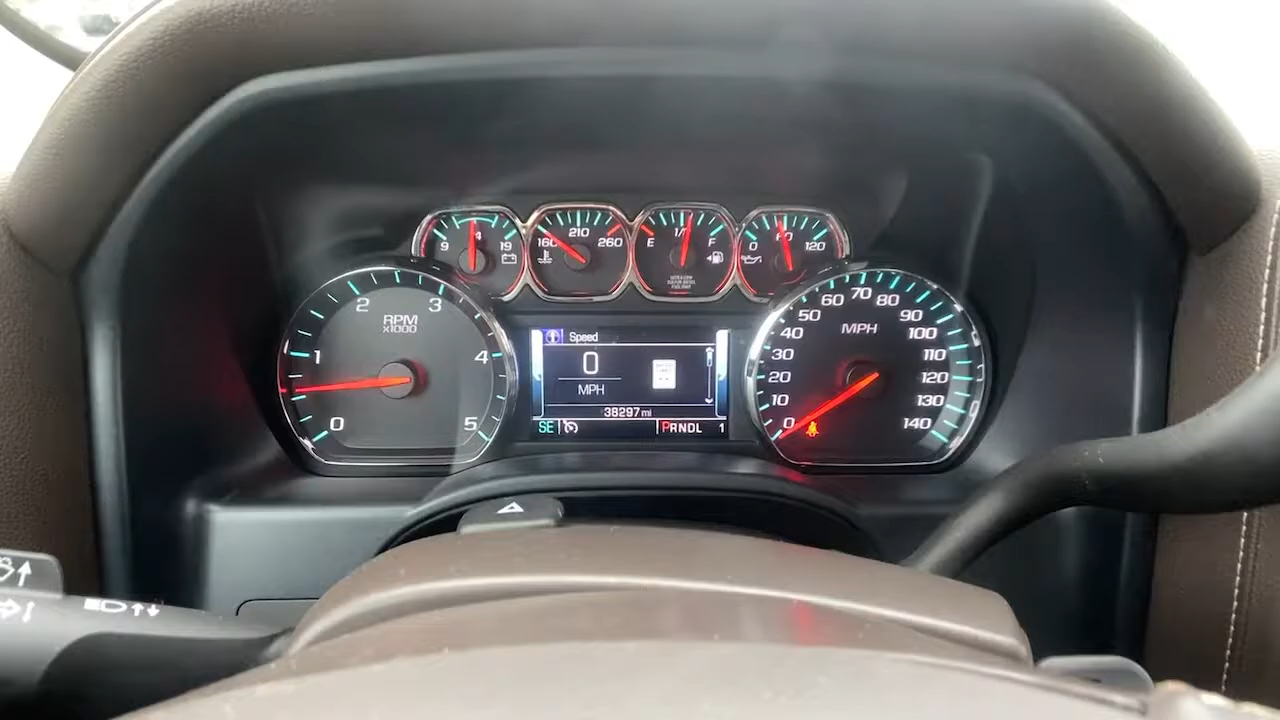 9 19
160 210 260
E 1/2 F
0 120
RPM
x1000
0 1 2 3 4 5
Speed
0
MPH
38297 mi
SE
PRNDL 1
MPH
0 10 20 30 40 50 60 70 80 90 100 110 120 130 140